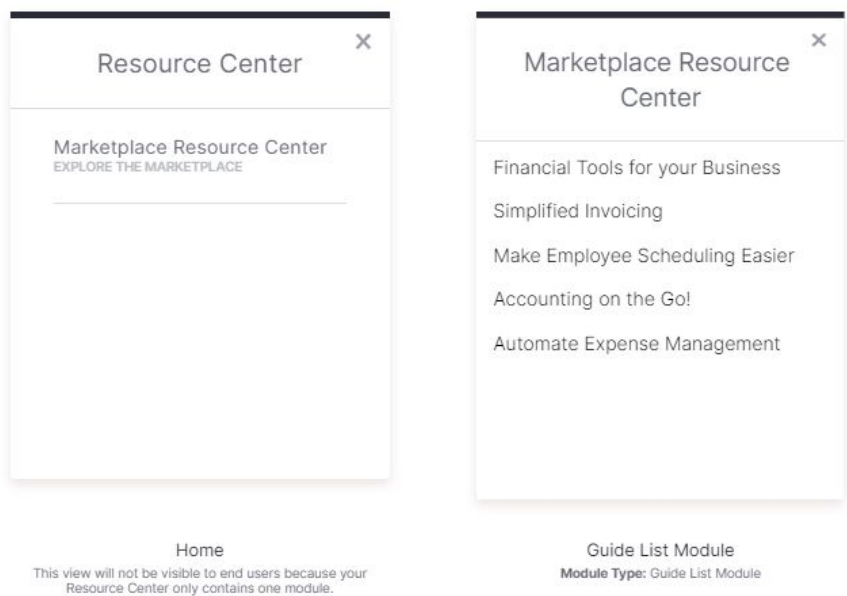 Resource Center
×
Marketplace Resource Center
EXPLORE THE MARKETPLACE
Home
This view will not be visible to end users because your
Resource Center only contains one module.
Marketplace Resource
Center
×
Financial Tools for your Business
Simplified Invoicing
Make Employee Scheduling Easier
Accounting on the Go!
Automate Expense Management
Guide List Module
Module Type: Guide List Module